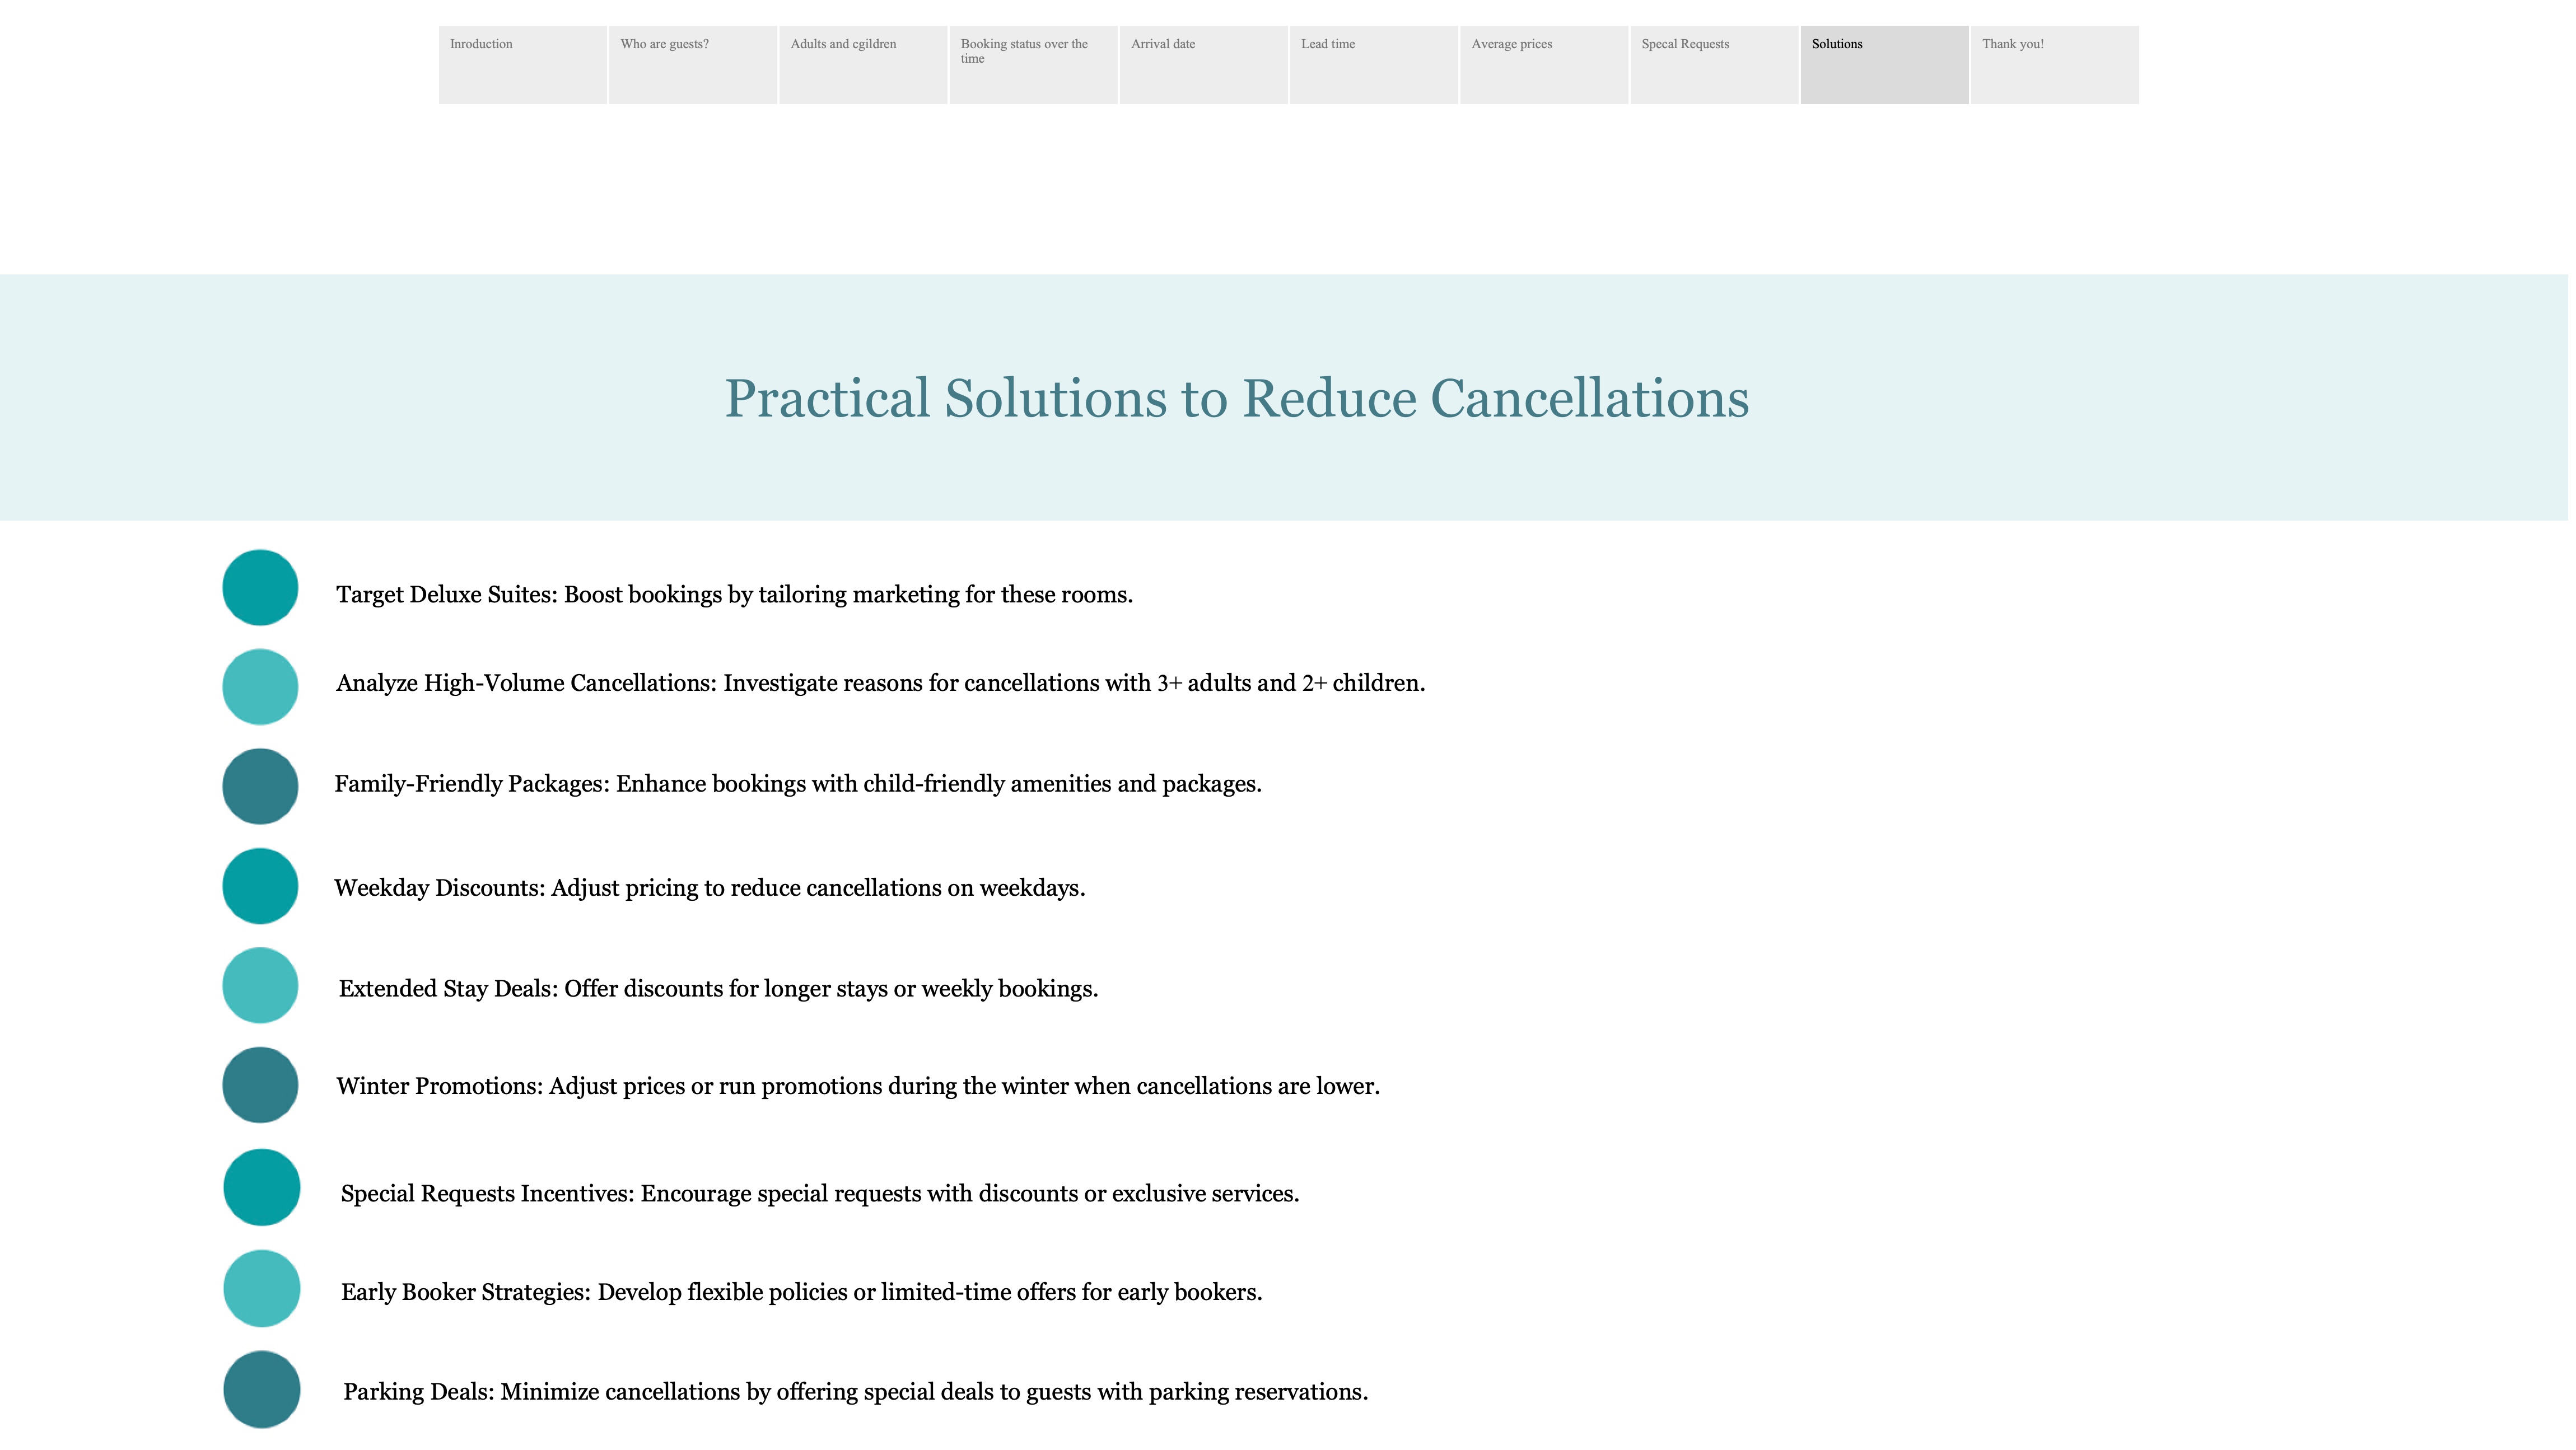 Inroduction
Who are guests?
Adults and cgildren
Booking status over the
time
Arrival date
Lead time
Average prices
Specal Requests
Solutions
Thank you!
Practical Solutions to Reduce Cancellations
Target Deluxe Suites: Boost bookings by tailoring marketing for these rooms.
Analyze High-Volume Cancellations: Investigate reasons for cancellations with 3+ adults and 2+ children.
Family-Friendly Packages: Enhance bookings with child-friendly amenities and packages.
Weekday Discounts: Adjust pricing to reduce cancellations on weekdays.
Extended Stay Deals: Offer discounts for longer stays or weekly bookings.
Winter Promotions: Adjust prices or run promotions during the winter when cancellations are lower.
Special Requests Incentives: Encourage special requests with discounts or exclusive services.
Early Booker Strategies: Develop flexible policies or limited-time offers for early bookers.
Parking Deals: Minimize cancellations by offering special deals to guests with parking reservations.